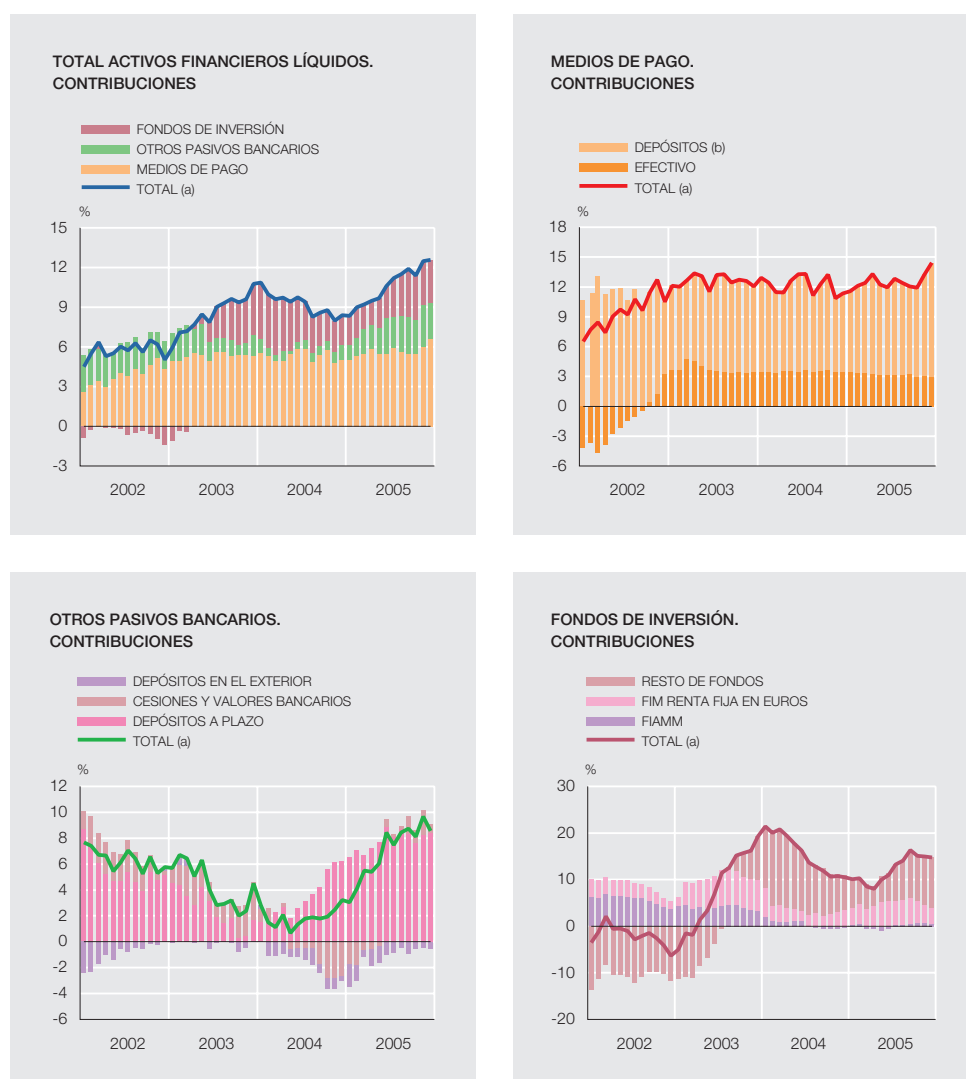 TOTAL ACTIVOS FINANCIEROS LÍQUIDOS.
CONTRIBUCIONES
FONDOS DE INVERSIÓN
OTROS PASIVOS BANCARIOS
MEDIOS DE PAGO
TOTAL (a)
%
15
12
9
6
3
0
-3
2002 2003 2004 2005
MEDIOS DE PAGO.
CONTRIBUCIONES
DEPÓSITOS (b)
EFECTIVO
TOTAL (a)
%
18
15
12
9
6
3
0
-3
-6
2002 2003 2004 2005
OTROS PASIVOS BANCARIOS.
CONTRIBUCIONES
DEPÓSITOS EN EL EXTERIOR
CESIONES Y VALORES BANCARIOS
DEPÓSITOS A PLAZO
TOTAL (a)
%
12
10
8
6
4
2
0
-2
-4
-6
2002 2003 2004 2005
FONDOS DE INVERSIÓN.
CONTRIBUCIONES
RESTO DE FONDOS
FIM RENTA FIJA EN EUROS
FIAMM
TOTAL (a)
%
30
20
10
0
-10
-20
2002 2003 2004 2005